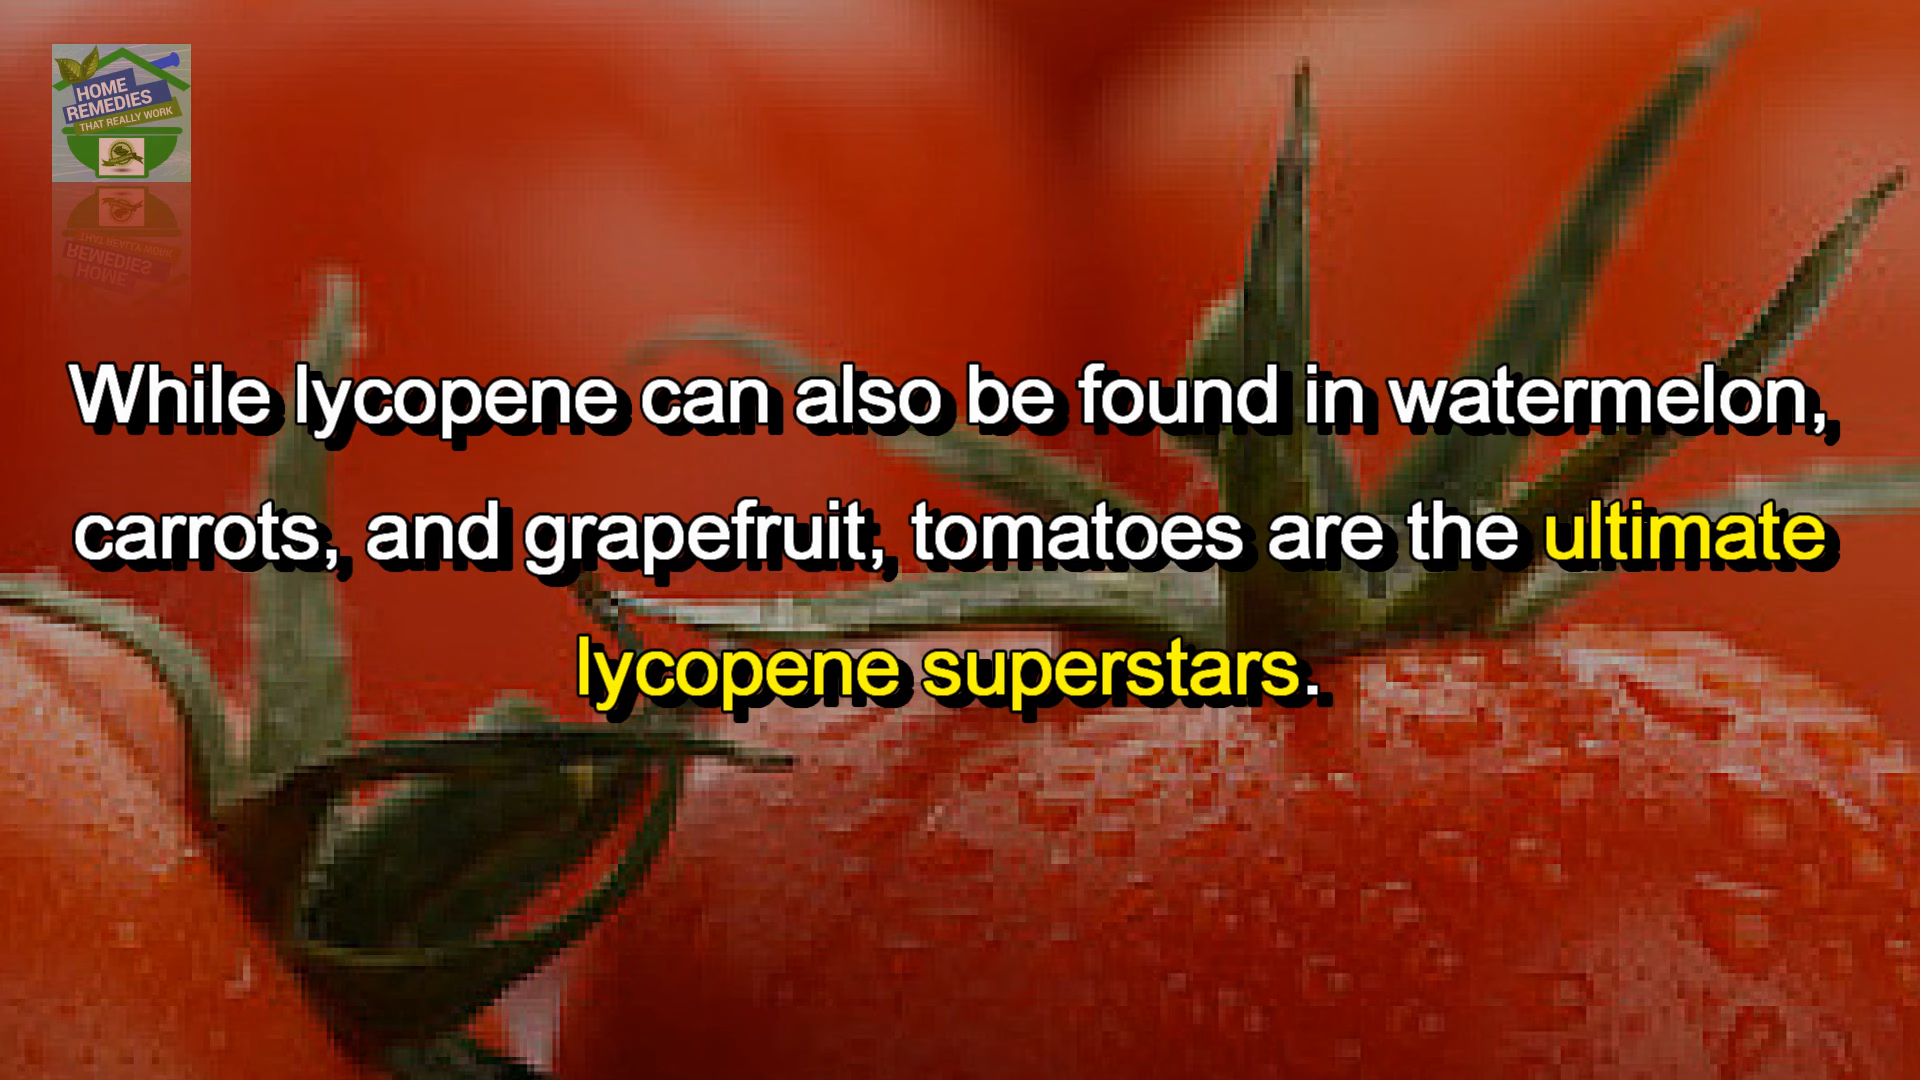 HOME
REMEDIES
THAT REALLY WORK
While lycopene can also be found in watermelon,
carrots, and grapefruit, tomatoes are the ultimate
lycopene superstars.